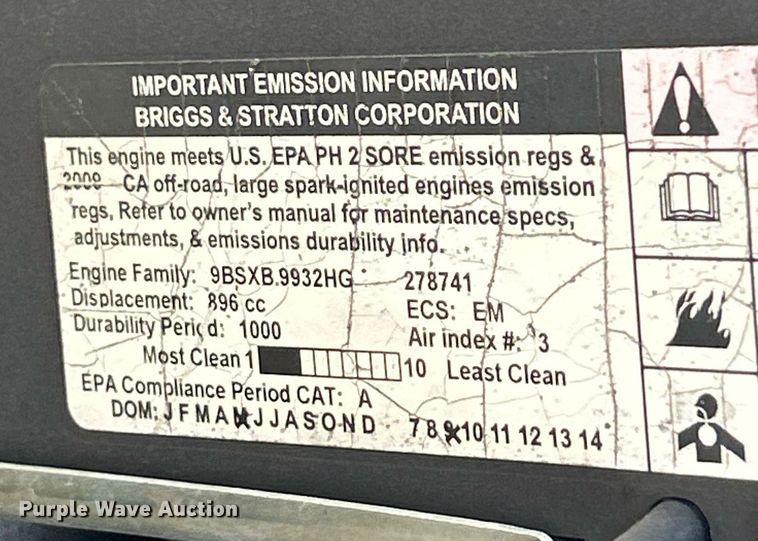 IMPORTANT EMISSION INFORMATION
BRIGGS & STRATTON CORPORATION
This engine meets U.S. EPA PH 2 SORE emission regs &
2009 CA off-road, large spark-ignited engines emission
regs, Refer to owner's manual for maintenance specs,
adjustments, & emissions durability info.
Engine Family: 9BSXB.9932HG 278741
Displacement: 896 cc ECS: EM
Durability Period: 1000 Air index #: 3
Most Clean 1 10 Least Clean
EPA Compliance Period CAT: A
DOM: J F M A M J J A S O N D 7 8 9 10 11 12 13 14
Purple Wave Auction